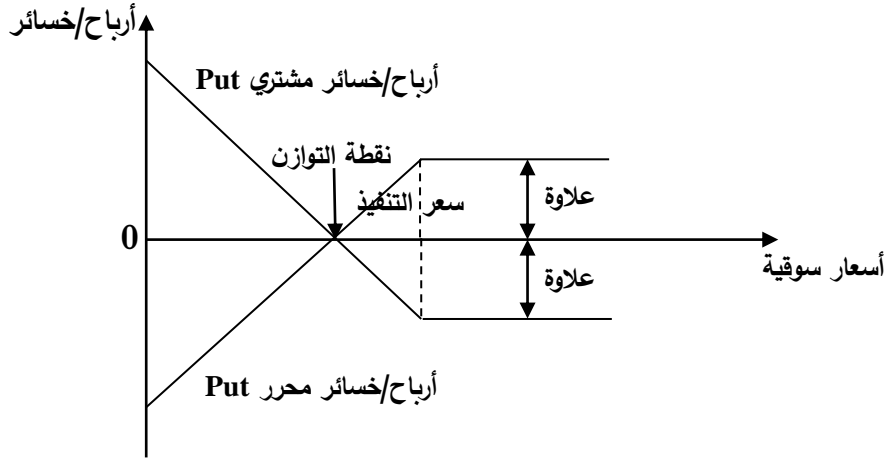 أرباح/خسائر
أرباح/خسائر مشتري Put
نقطة التوازن
سعر التنفيذ
علاوة
0
أسعار سوقية
علاوة
أرباح/خسائر محرر Put